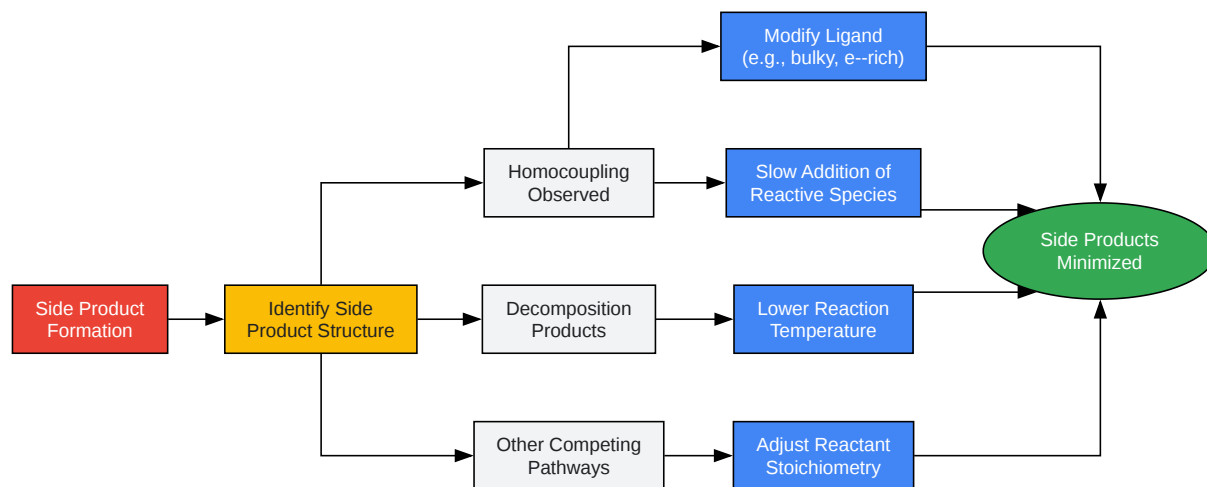 Modify Ligand
(e.g., bulky, e--rich)
Homocoupling
Observed
Slow Addition of
Reactive Species
Side Products
Minimized
Side Product
Formation
Identify Side
Product Structure
Decomposition
Products
Lower Reaction
Temperature
Other Competing
Pathways
Adjust Reactant
Stoichiometry